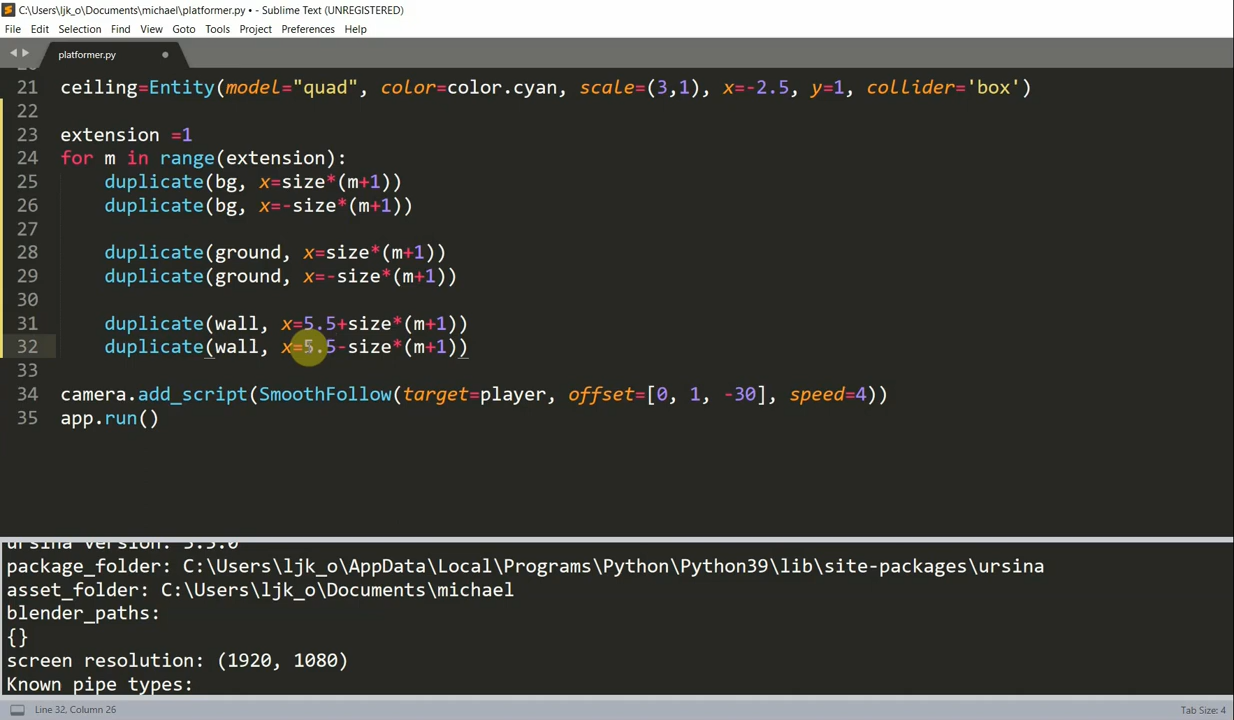 C:\Users\ljk_o\Documents\michael\platformer.py • - Sublime Text (UNREGISTERED)
File Edit Selection Find View Goto Tools Project Preferences Help
platformer.py
21 ceiling=Entity(model="quad", color=color.cyan, scale=(3,1), x=-2.5, y=1, collider='box')
22
23 extension =1
24 for m in range(extension):
25 duplicate(bg, x=size*(m+1))
26 duplicate(bg, x=-size*(m+1))
27
28 duplicate(ground, x=size*(m+1))
29 duplicate(ground, x=-size*(m+1))
30
31 duplicate(wall, x=5.5+size*(m+1))
32 duplicate(wall, x=5.5-size*(m+1))
33
34 camera.add_script(SmoothFollow(target=player, offset=[0, 1, -30], speed=4))
35 app.run()
package_folder: C:\Users\ljk_o\AppData\Local\Programs\Python\Python39\lib\site-packages\ursina
asset_folder: C:\Users\ljk_o\Documents\michael
blender_paths:
{}
screen resolution: (1920, 1080)
Known pipe types:
Line 32, Column 26 Tab Size: 4